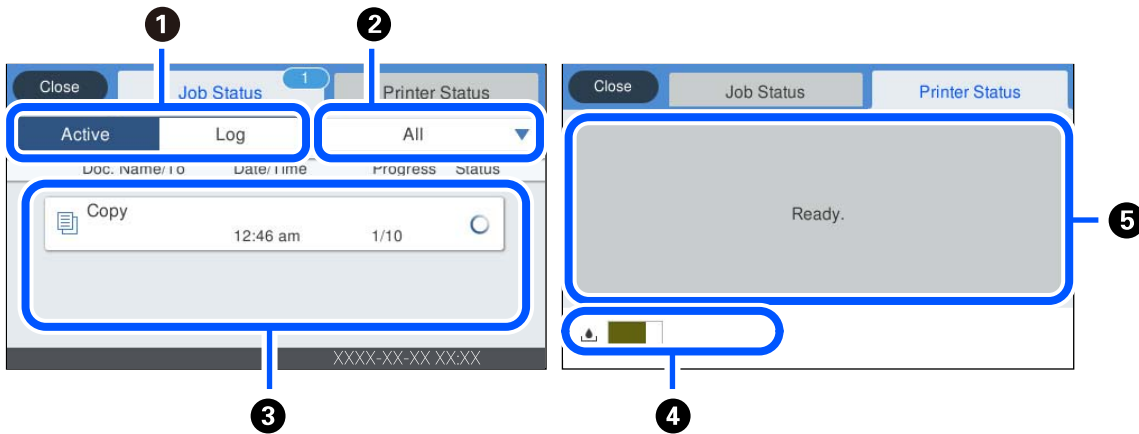 1 2
Close Job Status 1 Printer Status
Active Log All
Doc. Name/To Date/Time Progress Status
Copy
12:46 am 1/10
XXXX-XX-XX XX:XX
3
Close Job Status Printer Status
Ready.
5
4